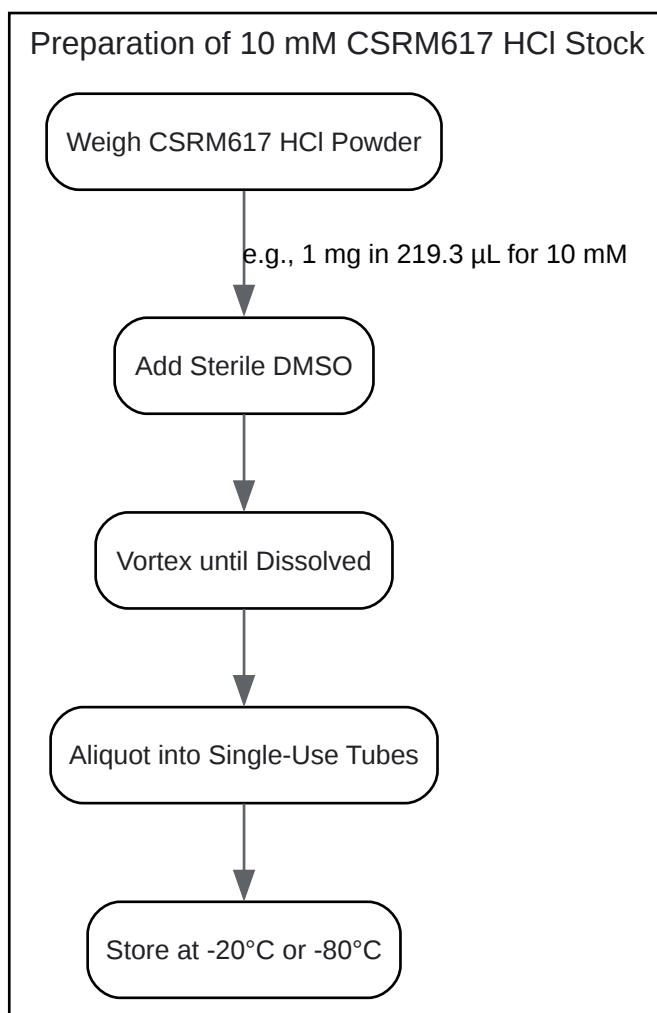 Preparation of 10 mM CSRM617 HCl Stock
Weigh CSRM617 HCl Powder
e.g., 1 mg in 219.3 µL for 10 mM
Add Sterile DMSO
Vortex until Dissolved
Aliquot into Single-Use Tubes
Store at -20°C or -80°C